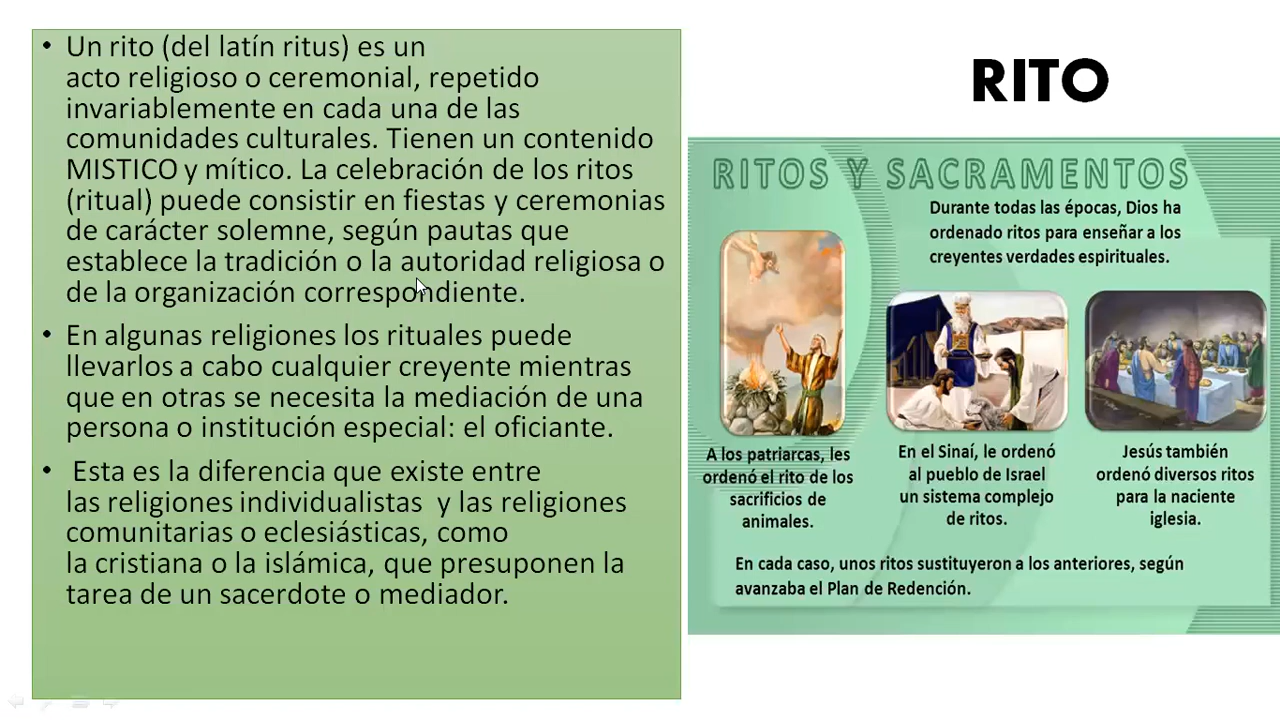 • Un rito (del latín ritus) es un
acto religioso o ceremonial, repetido
invariablemente en cada una de las
comunidades culturales. Tienen un contenido
MISTICO y mítico. La celebración de los ritos
(ritual) puede consistir en fiestas y ceremonias
de carácter solemne, según pautas que
establece la tradición o la autoridad religiosa o
de la organización correspondiente.
• En algunas religiones los rituales puede
llevarlos a cabo cualquier creyente mientras
que en otras se necesita la mediación de una
persona o institución especial: el oficiante.
• Esta es la diferencia que existe entre
las religiones individualistas y las religiones
comunitarias o eclesiásticas, como
la cristiana o la islámica, que presuponen la
tarea de un sacerdote o mediador.
RITO
RITOS Y SACRAMENTOS
Durante todas las épocas, Dios ha
ordenado ritos para enseñar a los
creyentes verdades espirituales.
A los patriarcas, les
ordenó el rito de los
sacrificios de
animales.
En el Sinaí, le ordenó
al pueblo de Israel
un sistema complejo
de ritos.
Jesús también
ordenó diversos ritos
para la naciente
iglesia.
En cada caso, unos ritos sustituyeron a los anteriores, según
avanzaba el Plan de Redención.